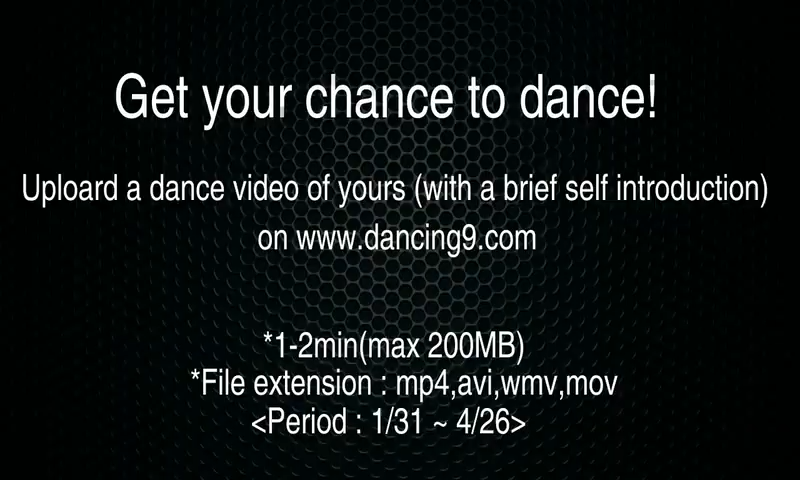 Get your chance to dance!
Uploard a dance video of yours (with a brief self introduction)
on www.dancing9.com
*1-2min(max 200MB)
*File extension : mp4,avi,wmv,mov
<Period : 1/31 ~ 4/26>